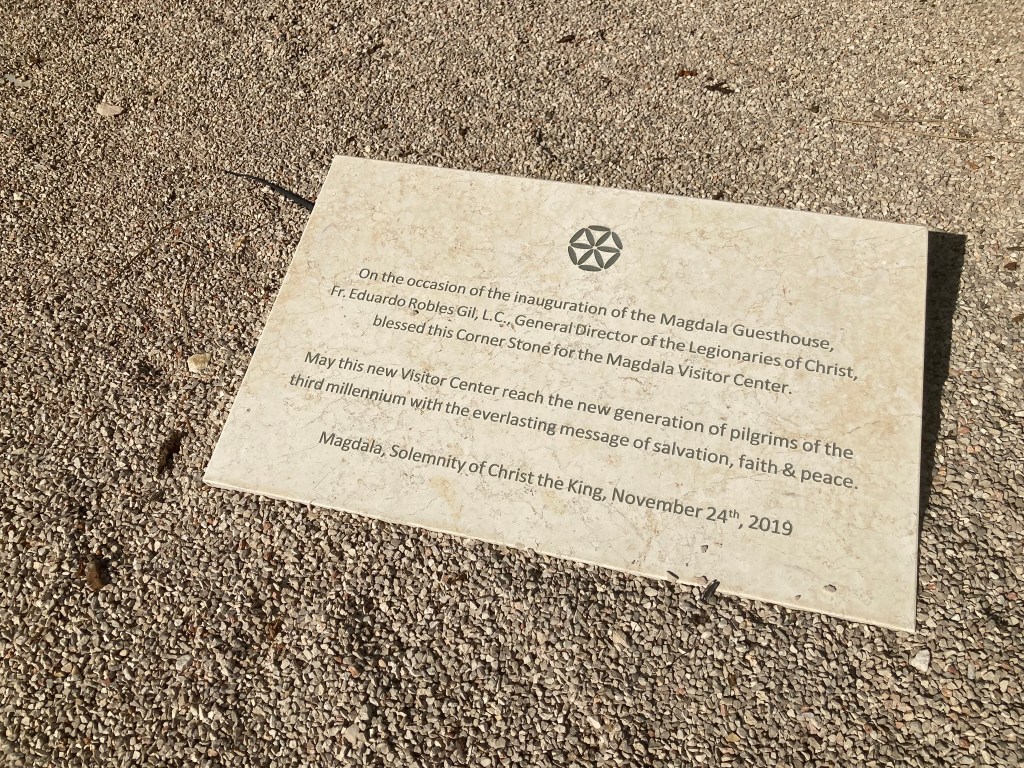 On the occasion of the inauguration of the Magdala Guesthouse,
Fr. Eduardo Robles Gil, L.C., General Director of the Legionaries of Christ,
blessed this Corner Stone for the Magdala Visitor Center.
May this new Visitor Center reach the new generation of pilgrims of the
third millennium with the everlasting message of salvation, faith & peace.
Magdala, Solemnity of Christ the King, November 24th, 2019